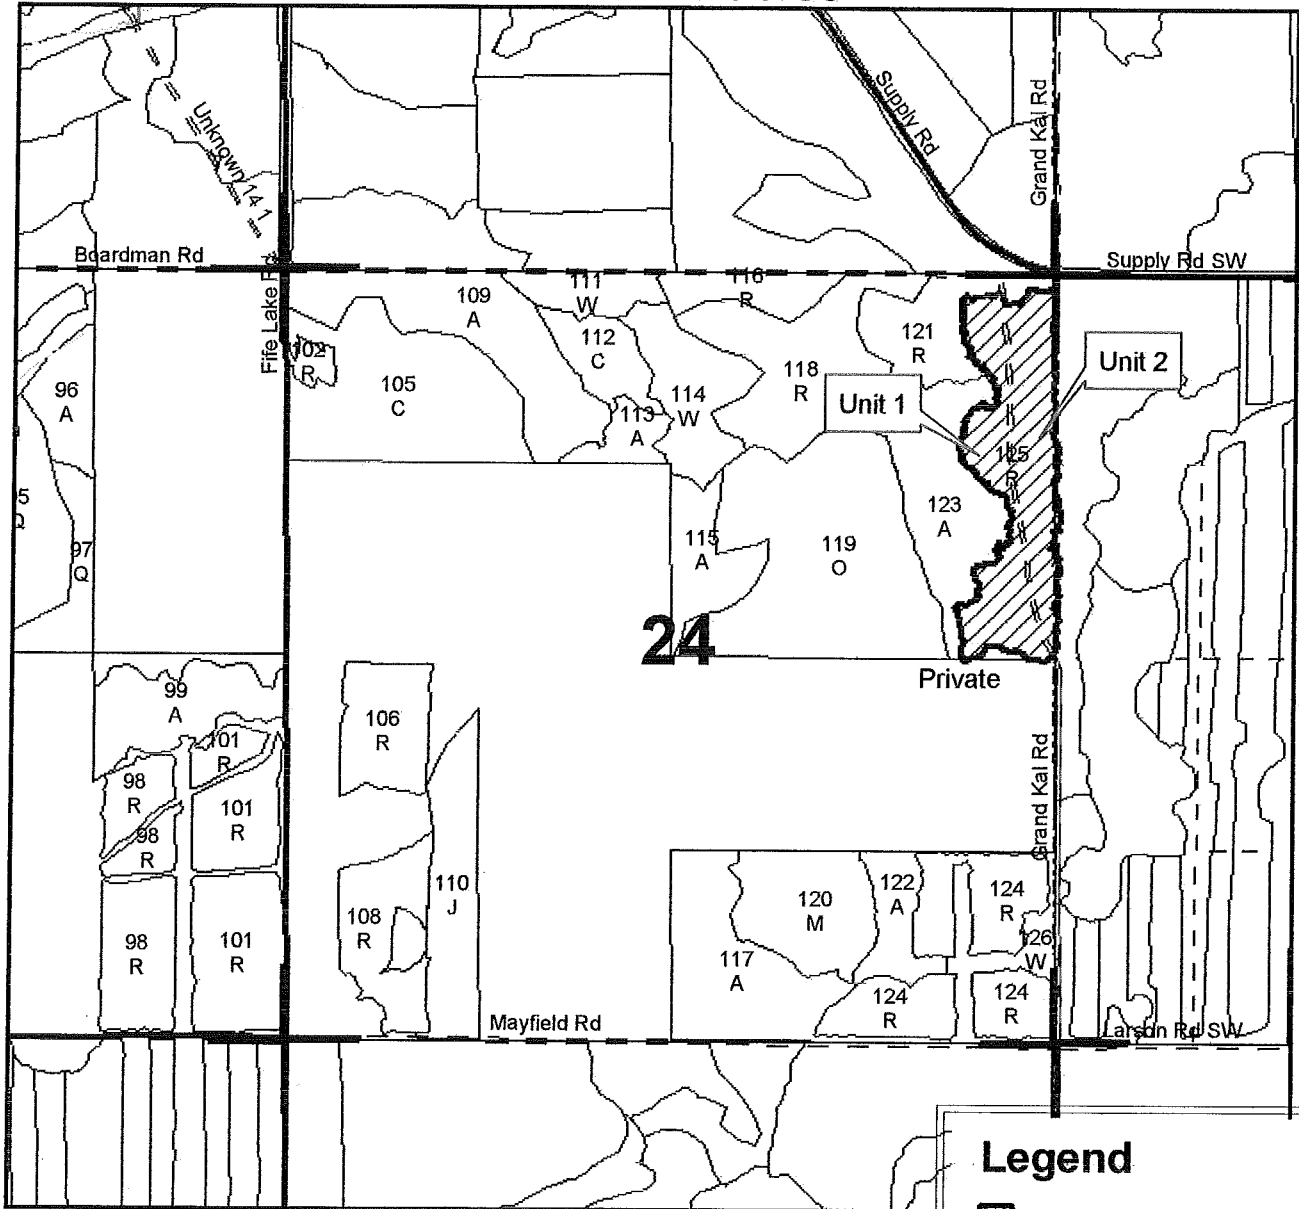 Supply Rd
Grand Kal Rd
Unknown 14 1
Boardman Rd
Supply Rd SW
Fife Lake Rd
109
A
111
W
116
R
112
C
121
R
102
R
105
C
118
R
Unit 2
96
A
114
W
Unit 1
113
A
125
R
123
A
97
Q
115
A
119
O
24
Private
99
A
106
R
101
R
98
R
101
R
98
R
Grand Kal Rd
110
J
120
M
122
A
124
R
108
R
98
R
101
R
117
A
W
124
R
124
R
Mayfield Rd
Larson Rd SW
Legend